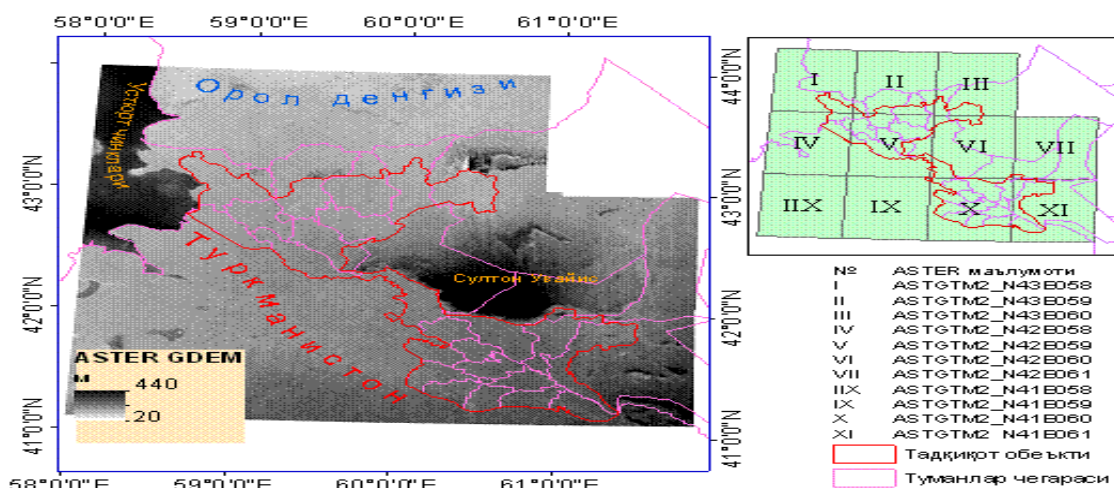 58°0'0"E 59°0'0"E 60°0'0"E 61°0'0"E
43°0'0"N
42°0'0"N
41°0'0"N
Устюрт чинклари
Орол денгизи
Туркманистон
Султон Увайис
ASTER GDEM
м
440
20
43°0'0"N
42°0'0"N
41°0'0"N
58°0'0"E 59°0'0"E 60°0'0"E 61°0'0"E
44°0'0"N
43°0'0"N
I II III
IV V VI VII
IIX IX X XI
№ ASTER маълумоти
I ASTGTM2_N43E058
II ASTGTM2_N43E059
III ASTGTM2_N43E060
IV ASTGTM2_N42E058
V ASTGTM2_N42E059
VI ASTGTM2_N42E060
VII ASTGTM2_N42E061
IIX ASTGTM2_N41E058
IX ASTGTM2_N41E059
X ASTGTM2_N41E060
XI ASTGTM2_N41E061
Тадқиқот обеъкти
Туманлар чегараси